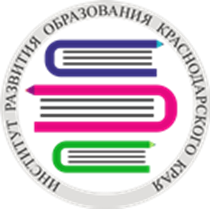 ИНСТИТУТ РАЗВИТИЯ ОБРАЗОВАНИЯ КРАСНОДАРСКОГО КРАЯ